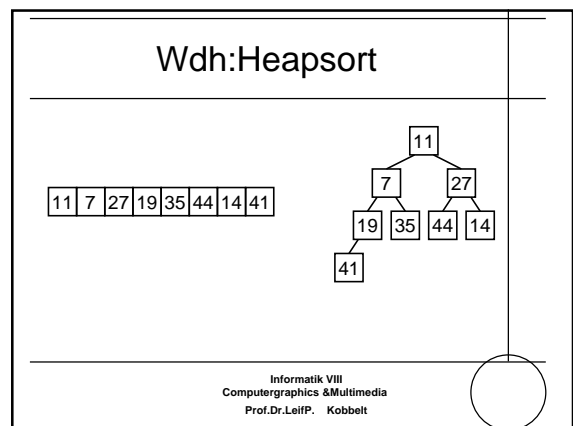 Wdh:Heapsort
11 7 27 19 35 44 14 41
11
7 27
19 35 44 14
41
Informatik VIII
Computergraphics &Multimedia
Prof.Dr.LeifP. Kobbelt